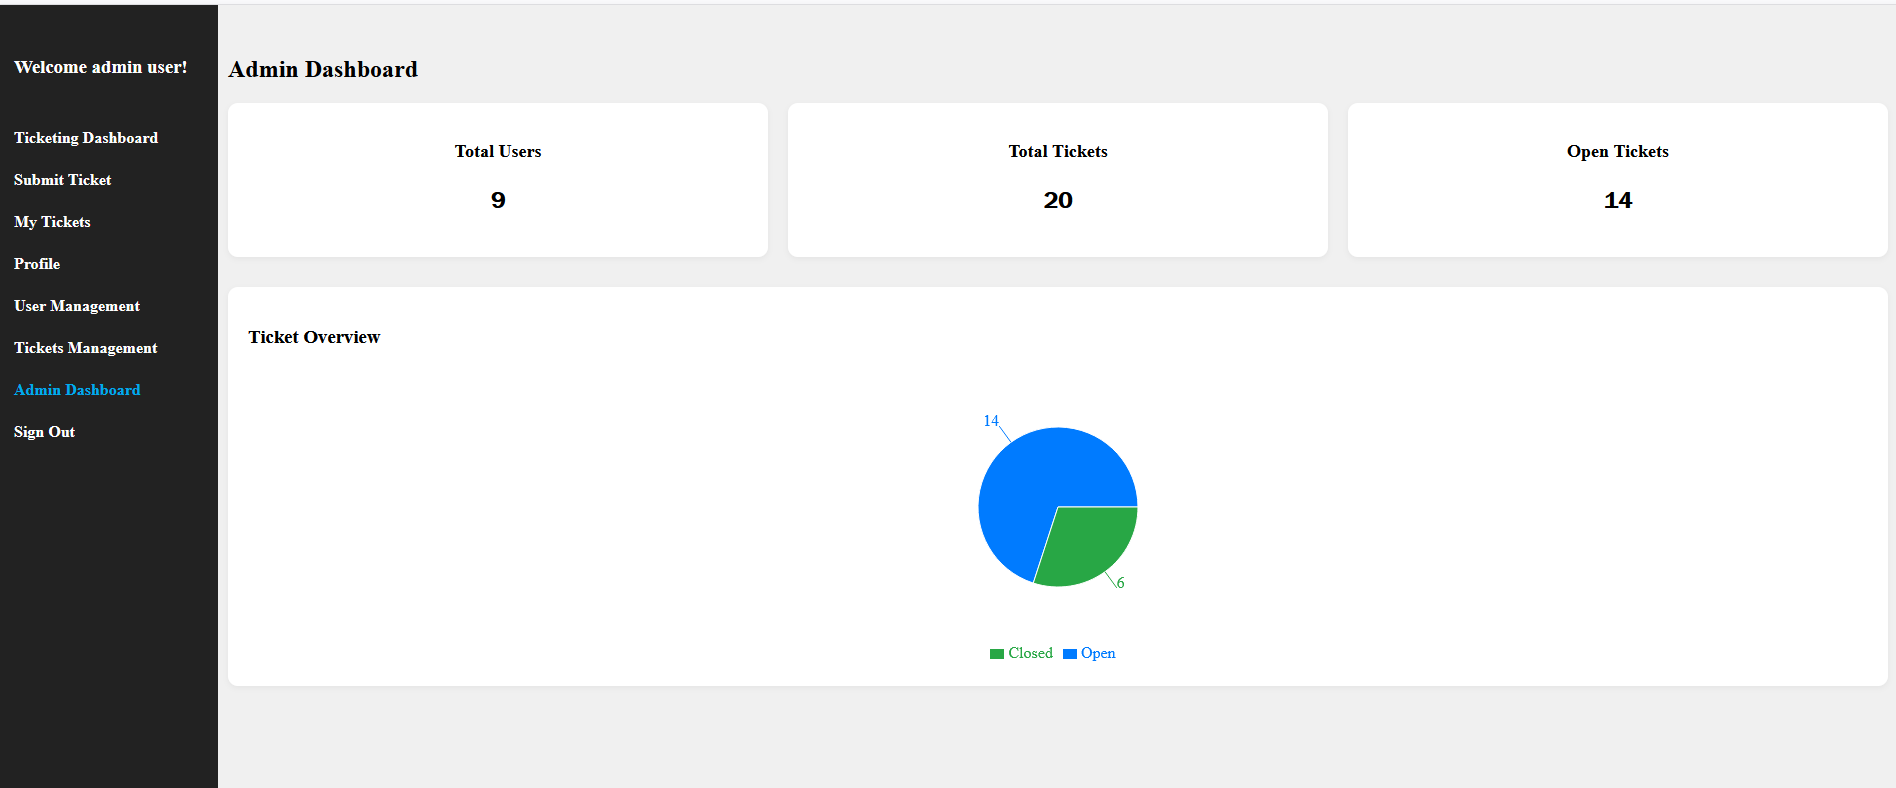 Welcome admin user!
Ticketing Dashboard
Submit Ticket
My Tickets
Profile
User Management
Tickets Management
Admin Dashboard
Sign Out
Admin Dashboard
Total Users
9
Total Tickets
20
Open Tickets
14
Ticket Overview
14
6
Closed Open